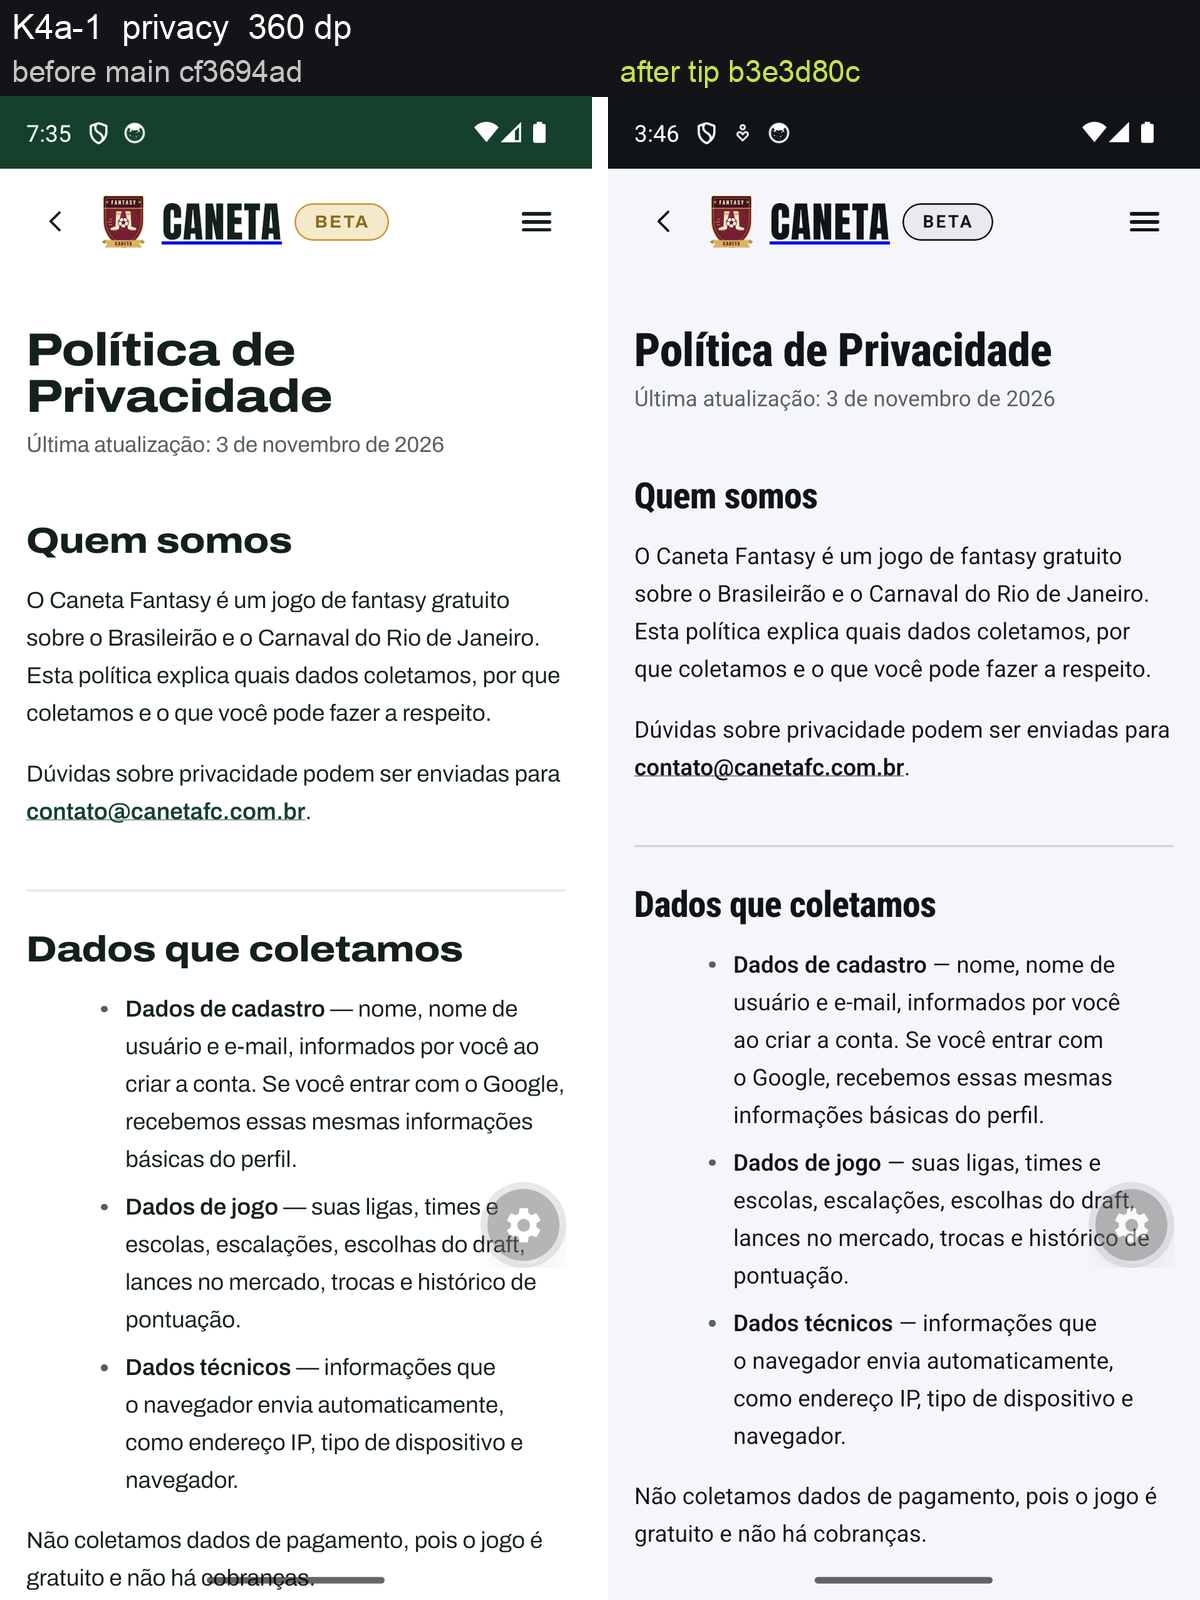 K4a-1 privacy 360 dp
before main cf3694ad
after tip b3e3d80c
7:35
FANTASY
CANETA
CANETA
BETA
Política de
Privacidade
Última atualização: 3 de novembro de 2026
Quem somos
O Caneta Fantasy é um jogo de fantasy gratuito
sobre o Brasileirão e o Carnaval do Rio de Janeiro.
Esta política explica quais dados coletamos, por que
coletamos e o que você pode fazer a respeito.
Dúvidas sobre privacidade podem ser enviadas para
contato@canetafc.com.br.
Dados que coletamos
• Dados de cadastro — nome, nome de
usuário e e-mail, informados por você ao
criar a conta. Se você entrar com o Google,
recebemos essas mesmas informações
básicas do perfil.
• Dados de jogo — suas ligas, times e
escolas, escalações, escolhas do draft,
lances no mercado, trocas e histórico de
pontuação.
• Dados técnicos — informações que
o navegador envia automaticamente,
como endereço IP, tipo de dispositivo e
navegador.
Não coletamos dados de pagamento, pois o jogo é
gratuito e não há cobranças.
3:46
FANTASY
CANETA
CANETA
BETA
Política de Privacidade
Última atualização: 3 de novembro de 2026
Quem somos
O Caneta Fantasy é um jogo de fantasy gratuito
sobre o Brasileirão e o Carnaval do Rio de Janeiro.
Esta política explica quais dados coletamos, por
que coletamos e o que você pode fazer a respeito.
Dúvidas sobre privacidade podem ser enviadas para
contato@canetafc.com.br.
Dados que coletamos
• Dados de cadastro — nome, nome de
usuário e e-mail, informados por você
ao criar a conta. Se você entrar com
o Google, recebemos essas mesmas
informações básicas do perfil.
• Dados de jogo — suas ligas, times e
escolas, escalações, escolhas do draft,
lances no mercado, trocas e histórico de
pontuação.
• Dados técnicos — informações que
o navegador envia automaticamente,
como endereço IP, tipo de dispositivo e
navegador.
Não coletamos dados de pagamento, pois o jogo é
gratuito e não há cobranças.